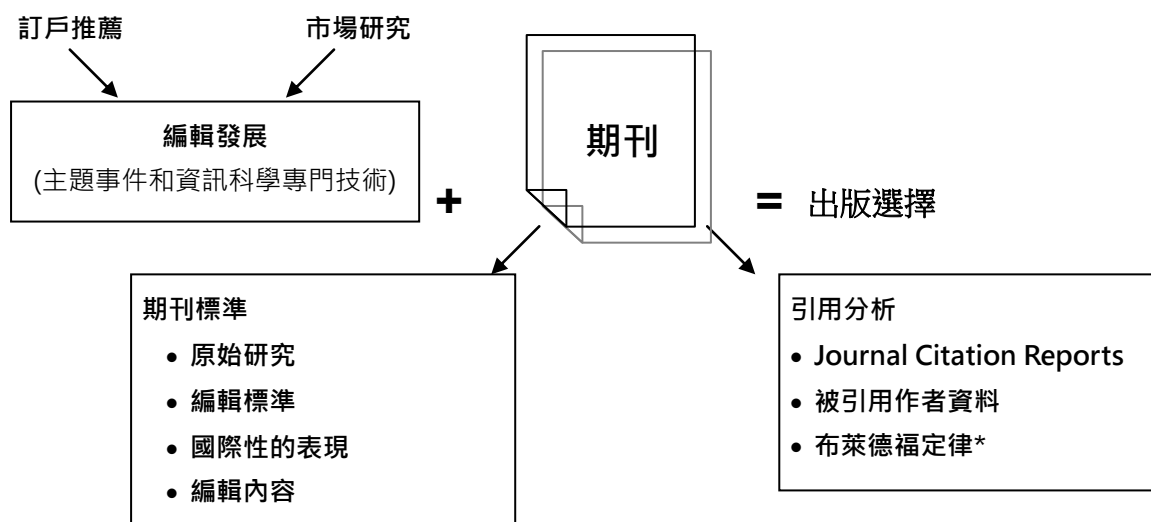 訂戶推薦
市場研究
編輯發展
(主題事件和資訊科學專門技術)
+
期刊
= 出版選擇
期刊標準
• 原始研究
• 編輯標準
• 國際性的表現
• 編輯內容
引用分析
• Journal Citation Reports
• 被引用作者資料
• 布萊德福定律*